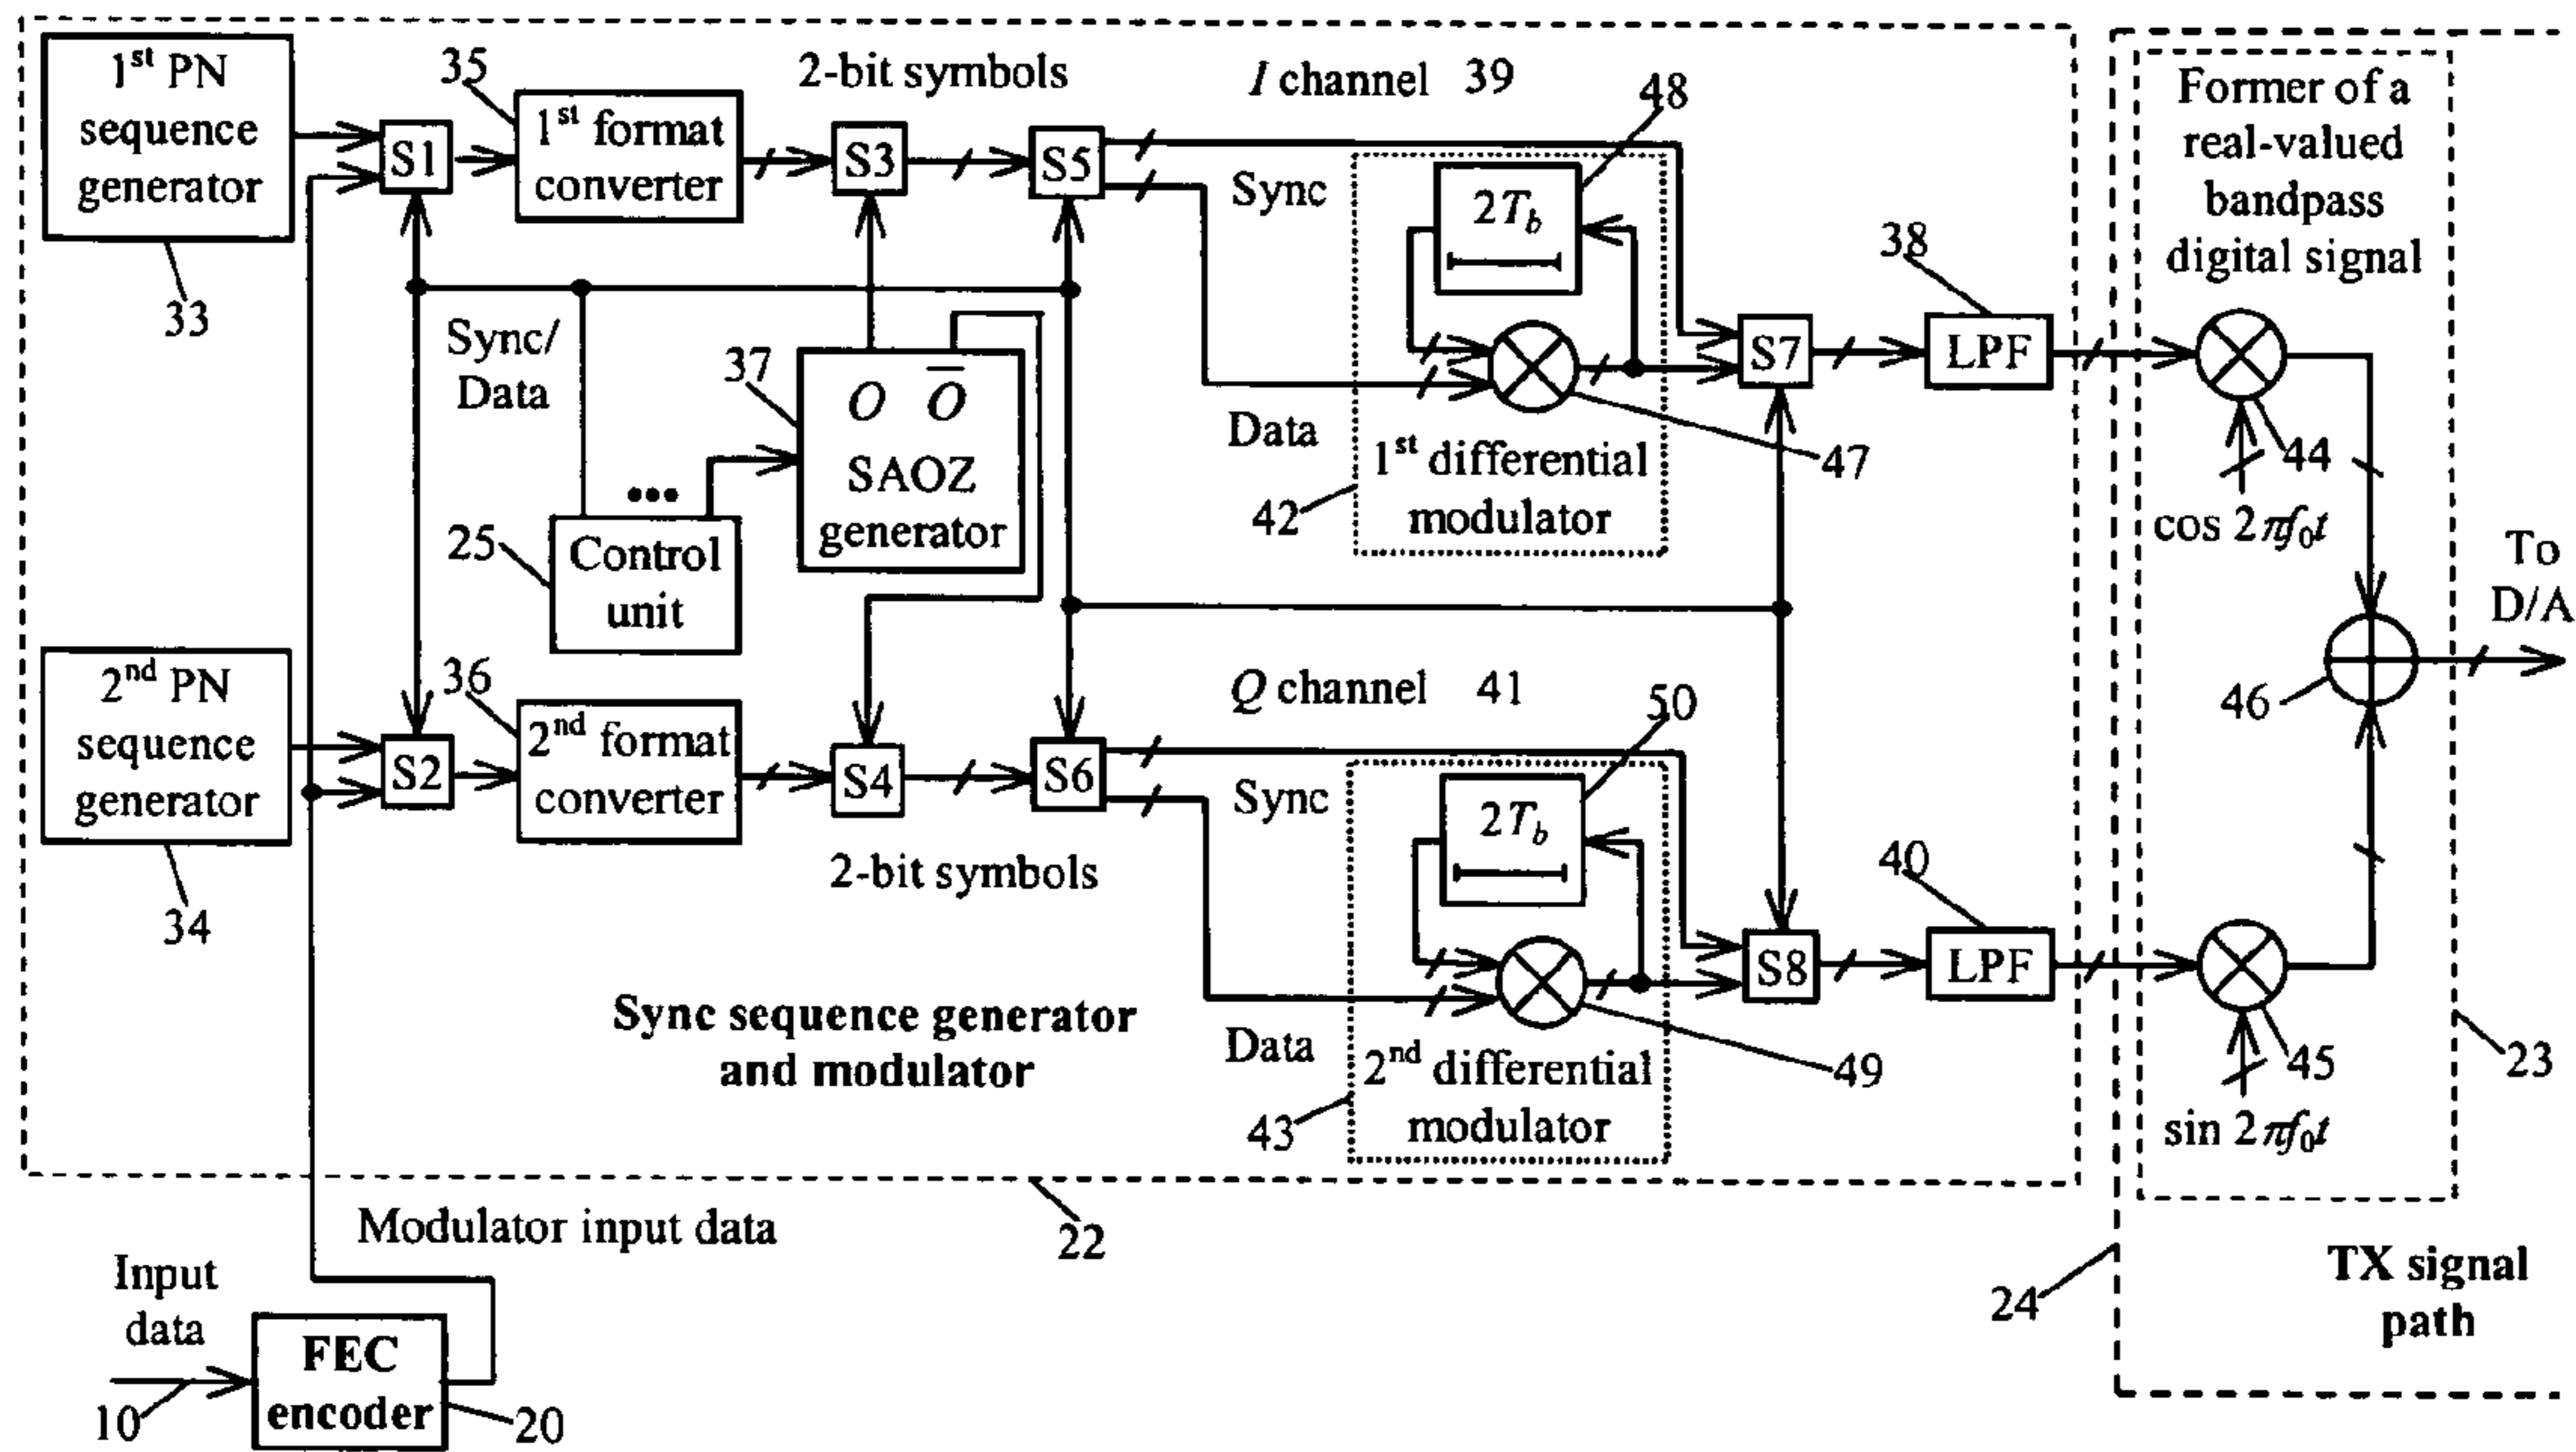 1st PN
sequence
generator
33
35
1st format
converter
2-bit symbols
I channel 39
48
S1
S3
S5
Sync
2Tb
Data
1st differential
modulator
42
47
S7
38
LPF
Former of a
real-valued
bandpass
digital signal
44
cos 2πf0t
Sync/
Data
37
O O̅
SAOZ
generator
...
25
Control
unit
To
D/A
46
2nd PN
sequence
generator
34
36
2nd format
converter
2-bit symbols
Q channel 41
50
S2
S4
S6
Sync
2Tb
Data
2nd differential
modulator
43
49
S8
40
LPF
45
sin 2πf0t
23
Sync sequence generator
and modulator
22
Modulator input data
Input
data
10
FEC
encoder
20
24
TX signal
path